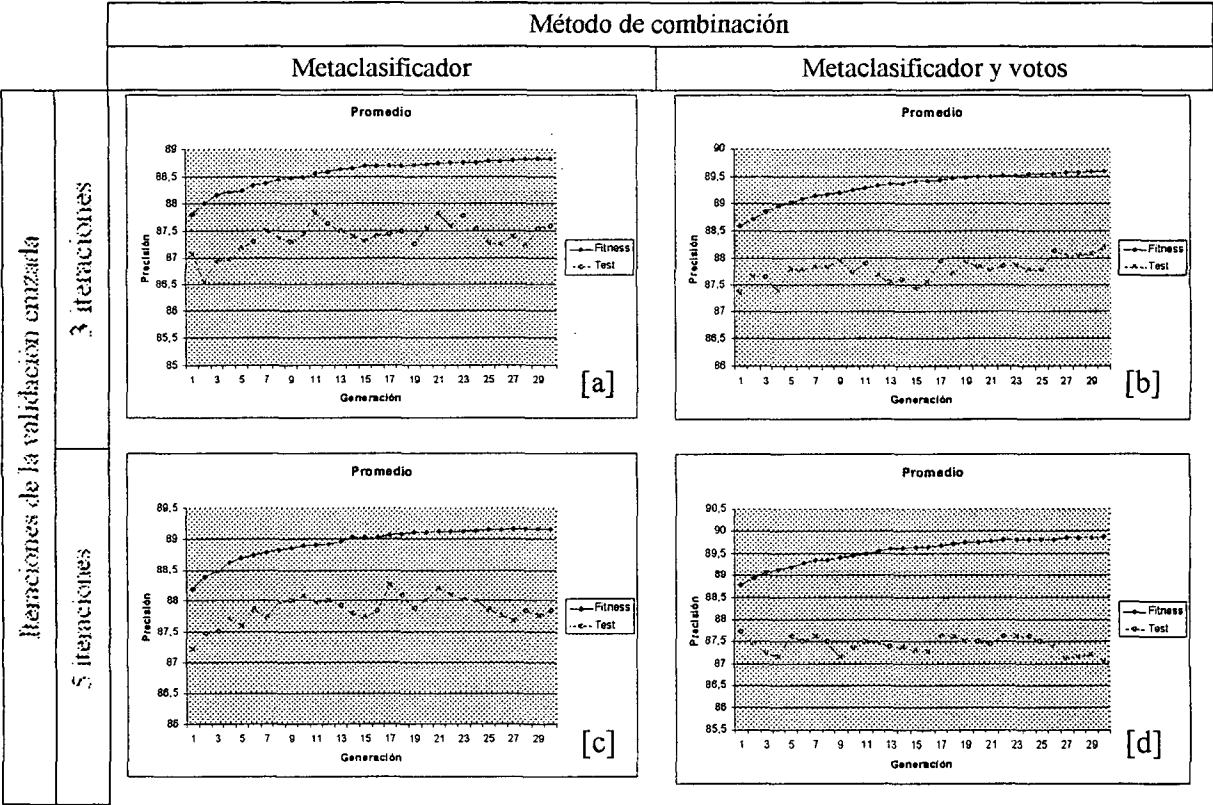 Método de combinación
Metaclasificador
Metaclasificador y votos
Iteraciones de la validación cruzada
3 iteraciones
5 iteraciones
Promedio
89
88,5
88
87,5
87
86,5
86
85,5
85
Precisión
1 3 5 7 9 11 13 15 17 19 21 23 25 27 29
Generación
Fitness
Test
[a]
Promedio
90
89,5
89
88,5
88
87,5
87
86,5
86
Precisión
1 3 5 7 9 11 13 15 17 19 21 23 25 27 29
Generación
Fitness
Test
[b]
Promedio
89,5
89
88,5
88
87,5
87
86,5
86
Precisión
1 3 5 7 9 11 13 15 17 19 21 23 25 27 29
Generación
Fitness
Test
[c]
Promedio
90,5
90
89,5
89
88,5
88
87,5
87
86,5
86
85,5
Precisión
1 3 5 7 9 11 13 15 17 19 21 23 25 27 29
Generación
Fitness
Test
[d]